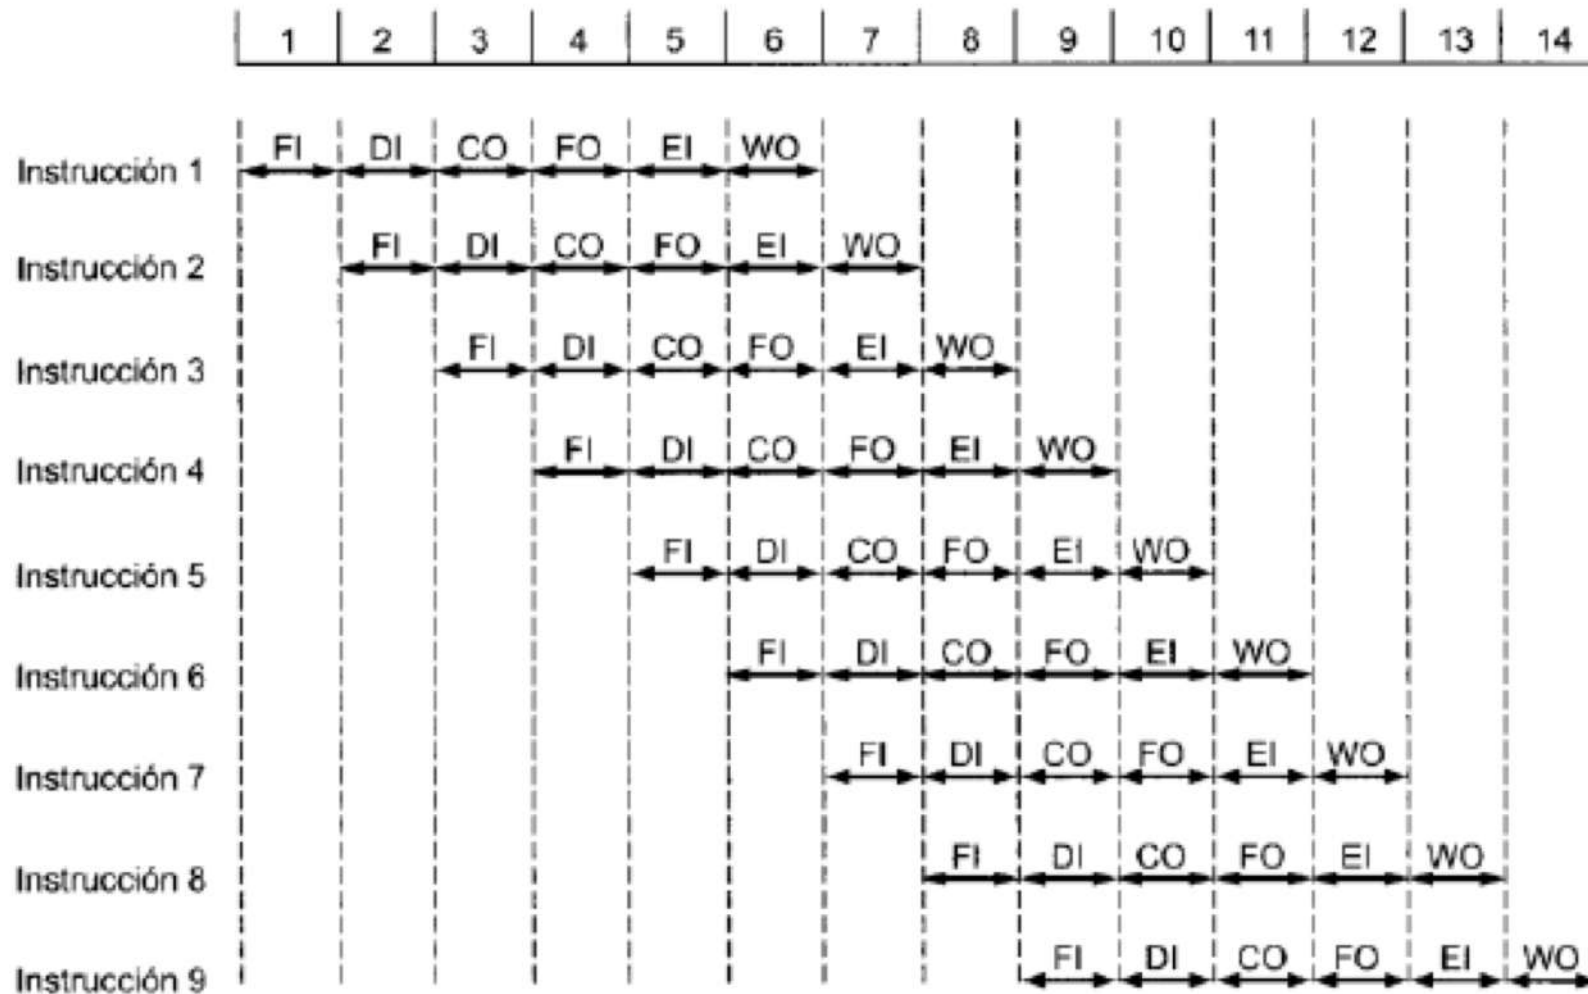 1 2 3 4 5 6 7 8 9 10 11 12 13 14
Instrucción 1 FI DI CO FO EI WO
Instrucción 2 FI DI CO FO EI WO
Instrucción 3 FI DI CO FO EI WO
Instrucción 4 FI DI CO FO EI WO
Instrucción 5 FI DI CO FO EI WO
Instrucción 6 FI DI CO FO EI WO
Instrucción 7 FI DI CO FO EI WO
Instrucción 8 FI DI CO FO EI WO
Instrucción 9 FI DI CO FO EI WO